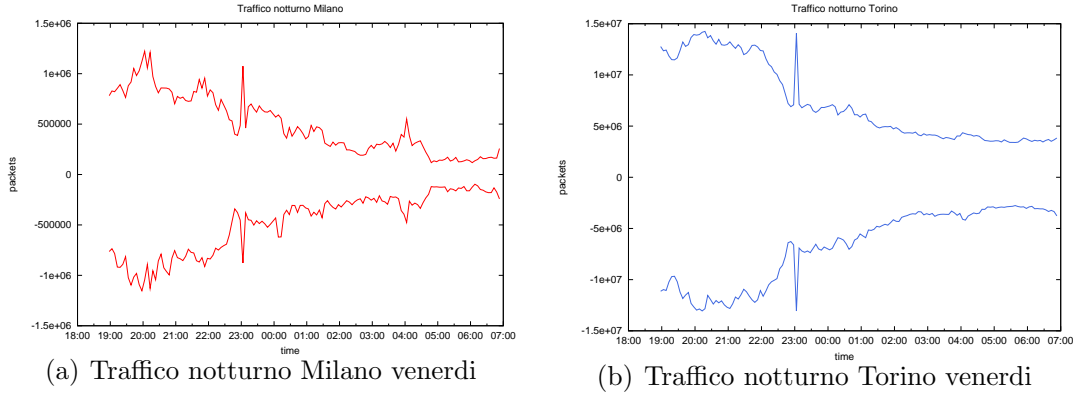 Traffico notturno Milano
1.5e+06
1e+06
500000
0
-500000
-1e+06
-1.5e+06
packets
18:00 19:00 20:00 21:00 22:00 23:00 00:00 01:00 02:00 03:00 04:00 05:00 06:00 07:00
time
(a) Traffico notturno Milano venerdi
Traffico notturno Torino
1.5e+07
1e+07
5e+06
0
-5e+06
-1e+07
-1.5e+07
packets
18:00 19:00 20:00 21:00 22:00 23:00 00:00 01:00 02:00 03:00 04:00 05:00 06:00 07:00
time
(b) Traffico notturno Torino venerdi